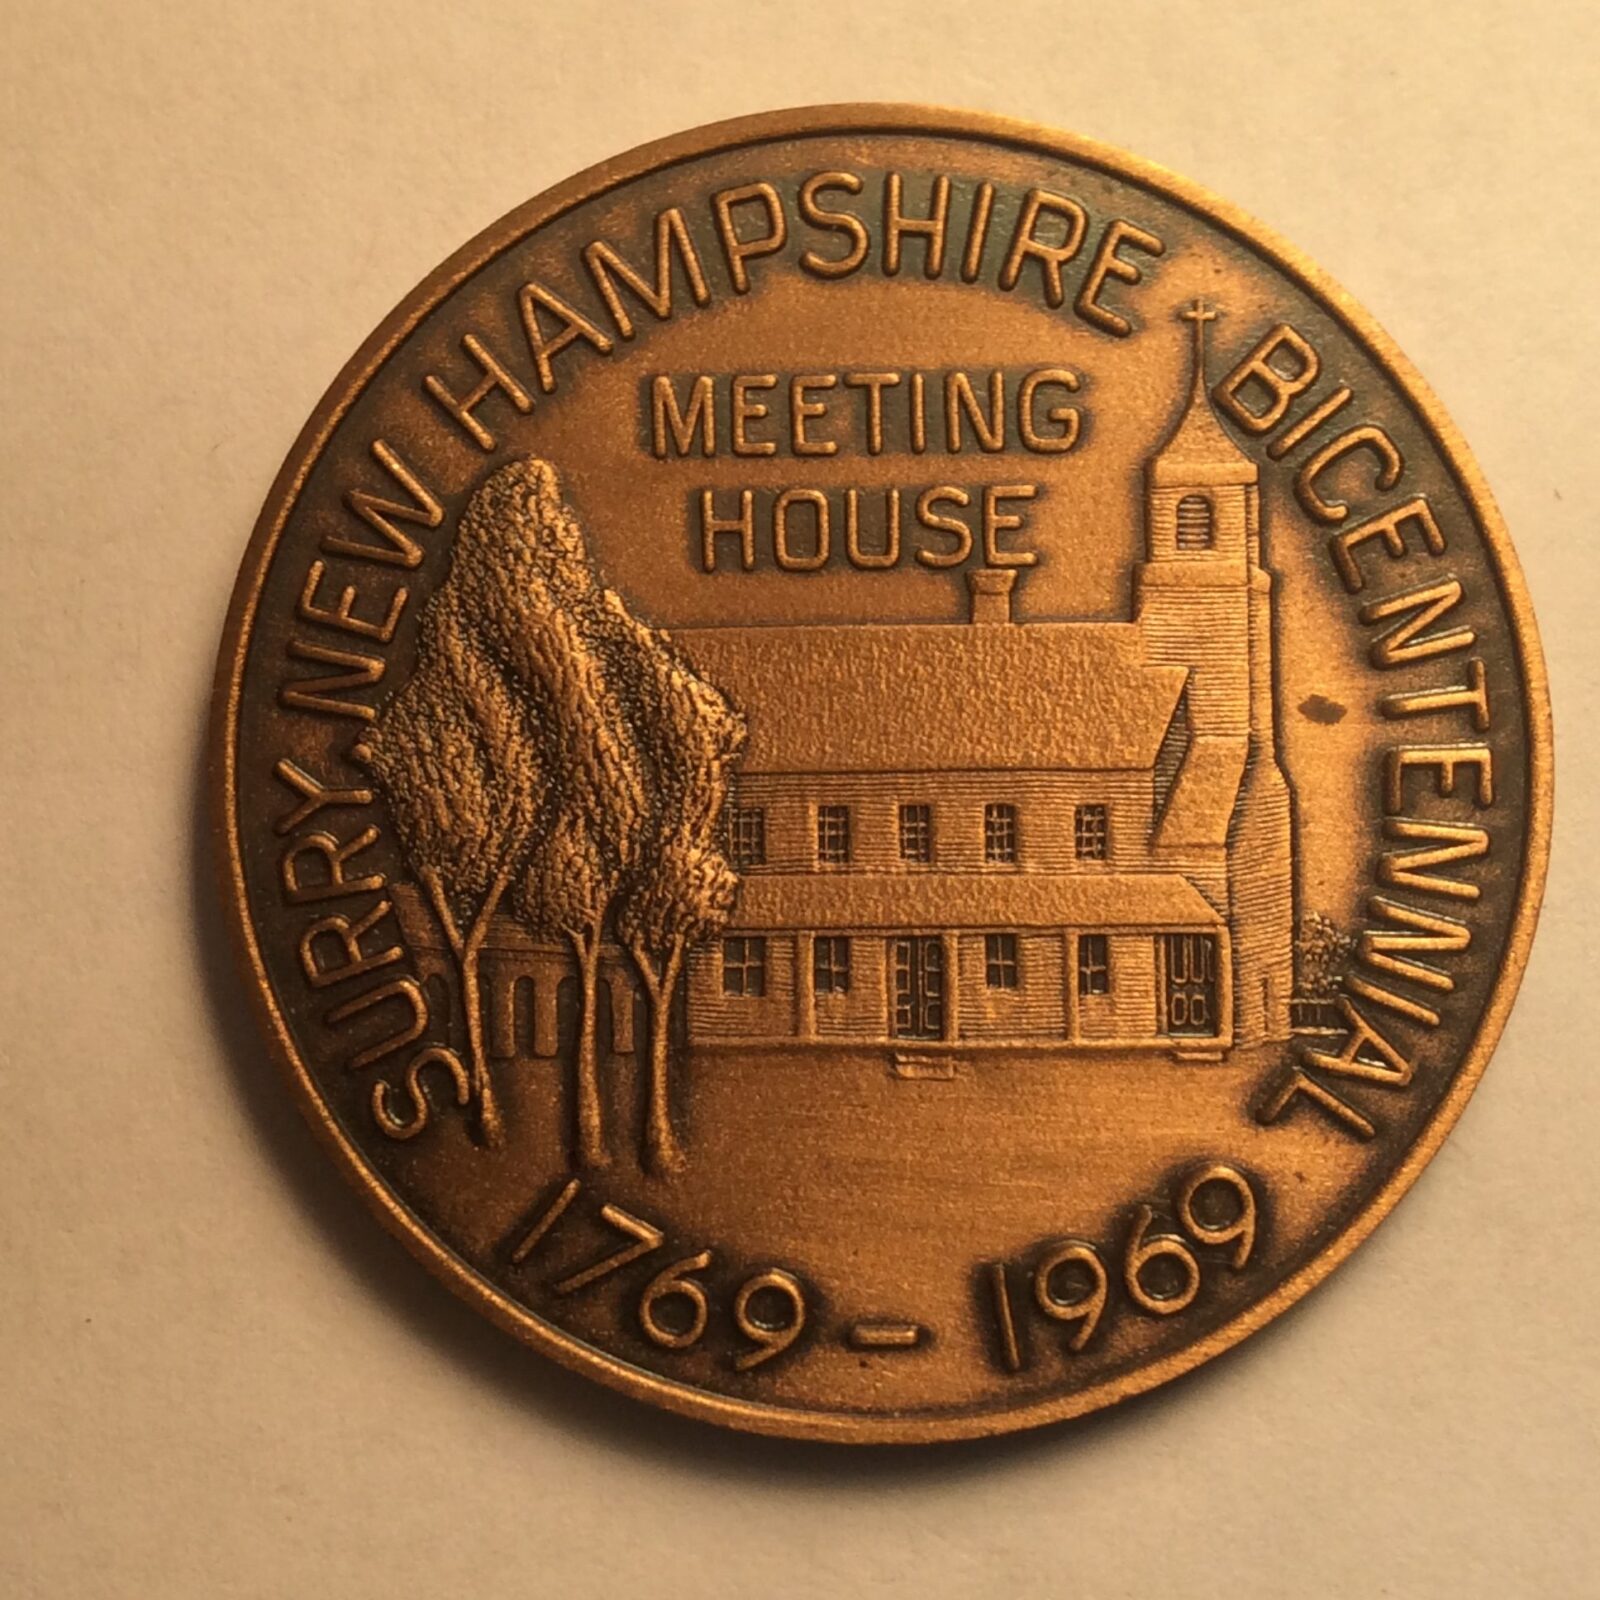 SURRY, NEW HAMPSHIRE BICENTENNIAL
MEETING
HOUSE
1769 - 1969